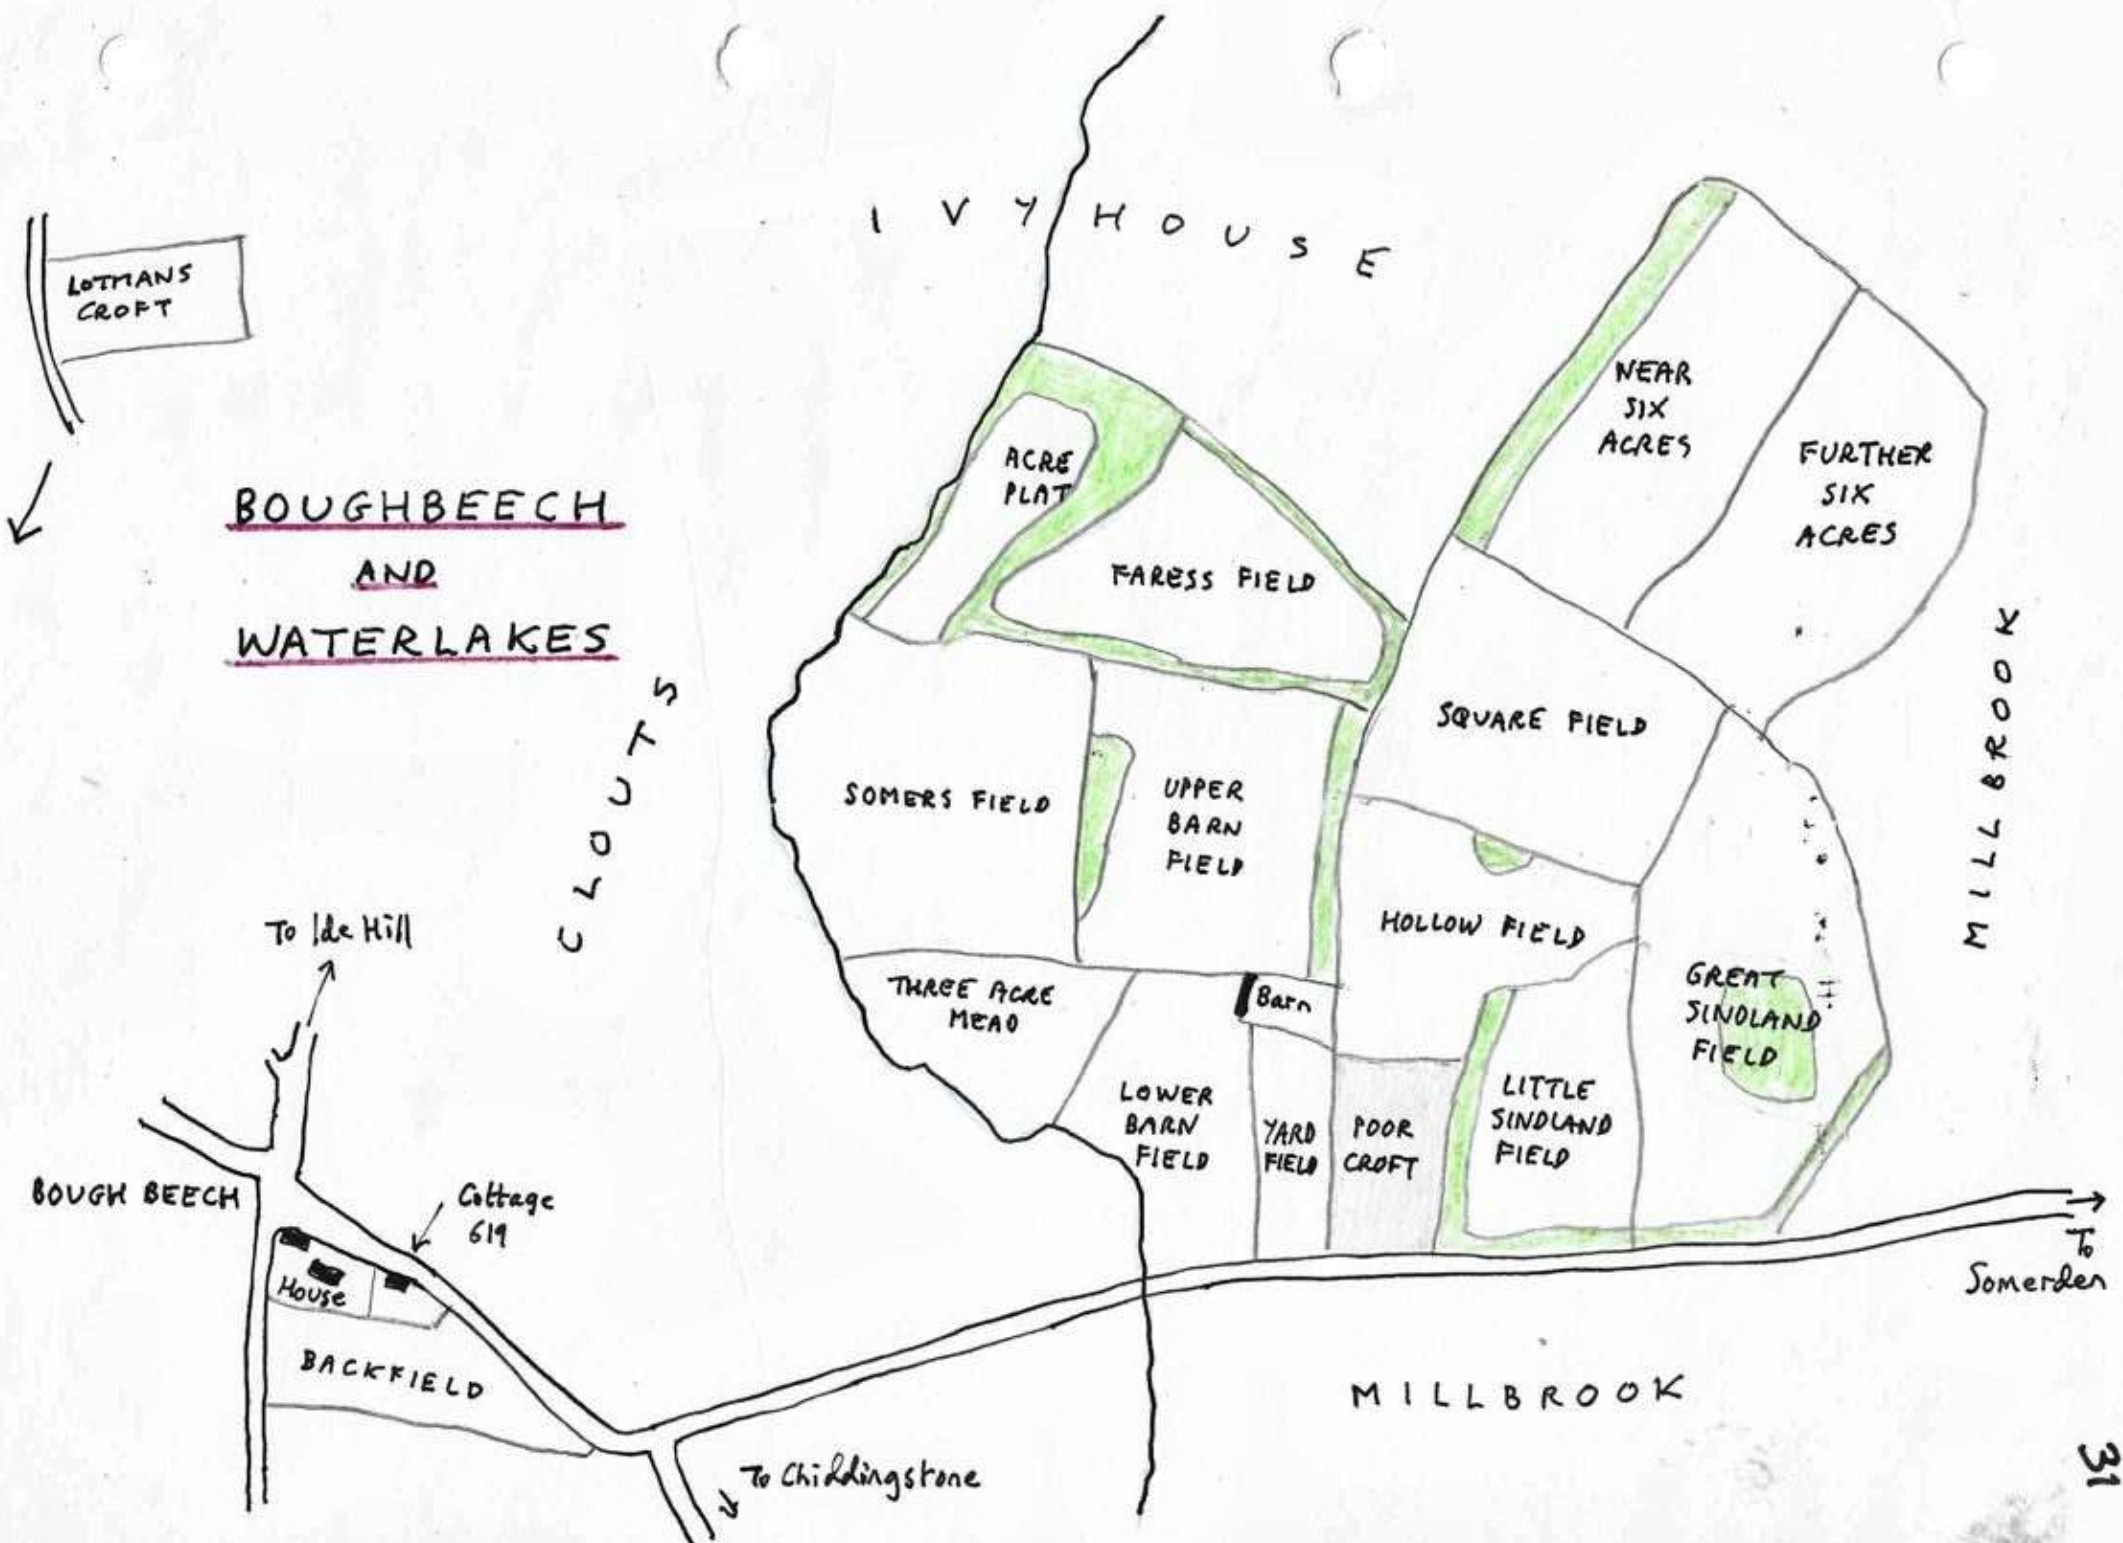 IVY HOUSE
LOTMANS
CROFT
BOUGHBEECH
AND
WATERLAKES
NEAR
SIX
ACRES
FURTHER
SIX
ACRES
ACRE
PLAT
FARESS FIELD
SQUARE FIELD
MILLBROOK
CLOUTS
SOMERS FIELD
UPPER
BARN
FIELD
HOLLOW FIELD
GREAT
SINDLAND
FIELD
THREE ACRE
MEAD
Barn
LOWER
BARN
FIELD
YARD
FIELD
POOR
CROFT
LITTLE
SINDLAND
FIELD
To Ide Hill
BOUGH BEECH
Cottage
619
House
BACKFIELD
To
Somerden
MILLBROOK
To Chiddingstone
31